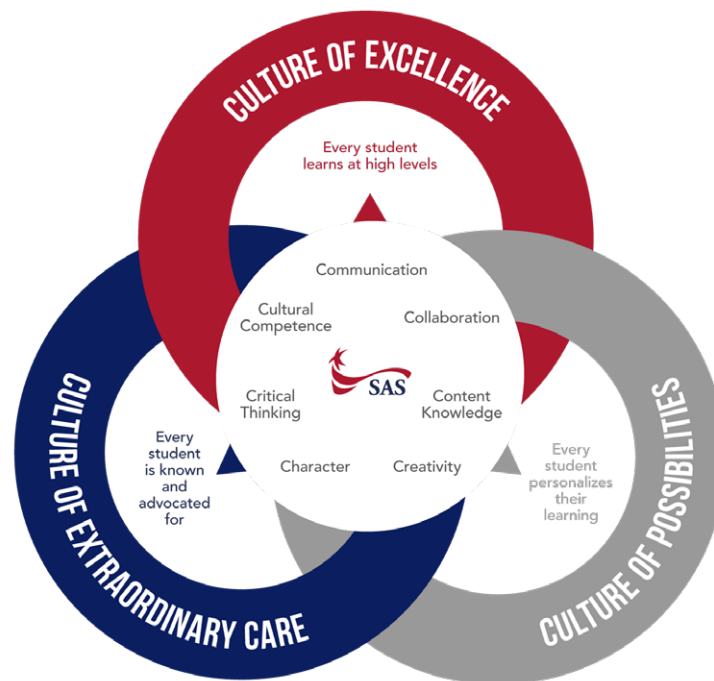 CULTURE OF EXCELLENCE
Every student
learns at high levels
Communication
Cultural
Competence
Collaboration
SAS
Critical
Thinking
Content
Knowledge
Character
Creativity
CULTURE OF EXTRAORDINARY CARE
Every
student
is known
and
advocated
for
CULTURE OF POSSIBILITIES
Every
student
personalizes
their
learning